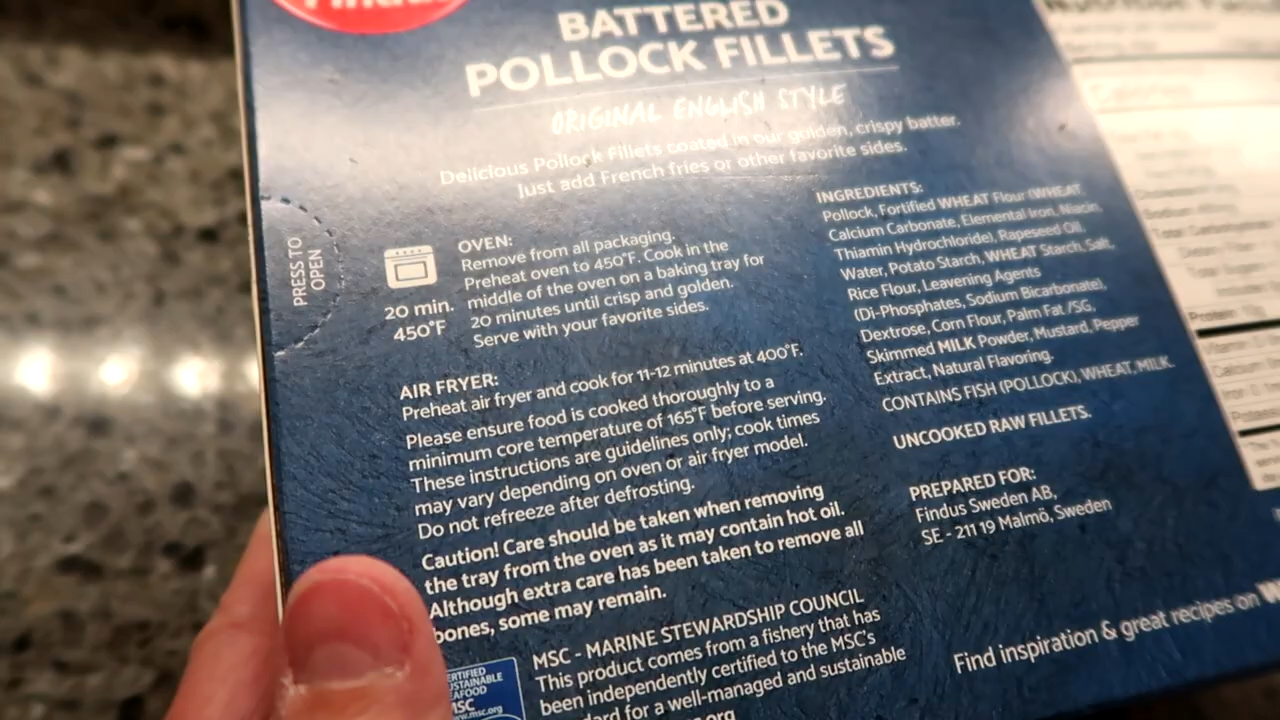 Findus
BATTERED
POLLOCK FILLETS
ORIGINAL ENGLISH STYLE
Delicious Pollock Fillets coated in our golden, crispy batter.
Just add French fries or other favorite sides.
PRESS TO
OPEN
20 min.
450°F
OVEN:
Remove from all packaging.
Preheat oven to 450°F. Cook in the
middle of the oven on a baking tray for
20 minutes until crisp and golden.
Serve with your favorite sides.
AIR FRYER:
Preheat air fryer and cook for 11-12 minutes at 400°F.
Please ensure food is cooked thoroughly to a
minimum core temperature of 165°F before serving.
These instructions are guidelines only; cook times
may vary depending on oven or air fryer model.
Do not refreeze after defrosting.
Caution! Care should be taken when removing
the tray from the oven as it may contain hot oil.
Although extra care has been taken to remove all
bones, some may remain.
MSC - MARINE STEWARDSHIP COUNCIL
This product comes from a fishery that has
been independently certified to the MSC's
dard for a well-managed and sustainable
.org
ERTIFIED
USTAINABLE
EAFOOD
MSC
www.msc.org
INGREDIENTS:
Pollock, Fortified WHEAT Flour (WHEAT,
Calcium Carbonate, Elemental Iron, Niacin,
Thiamin Hydrochloride), Rapeseed Oil,
Water, Potato Starch, WHEAT Starch, Salt,
Rice Flour, Leavening Agents
(Di-Phosphates, Sodium Bicarbonate),
Dextrose, Corn Flour, Palm Fat /SG,
Skimmed MILK Powder, Mustard, Pepper
Extract, Natural Flavoring.
CONTAINS FISH (POLLOCK), WHEAT, MILK.
UNCOOKED RAW FILLETS.
PREPARED FOR:
Findus Sweden AB,
SE - 211 19 Malmö, Sweden
Find inspiration & great recipes on
Calories
Protein